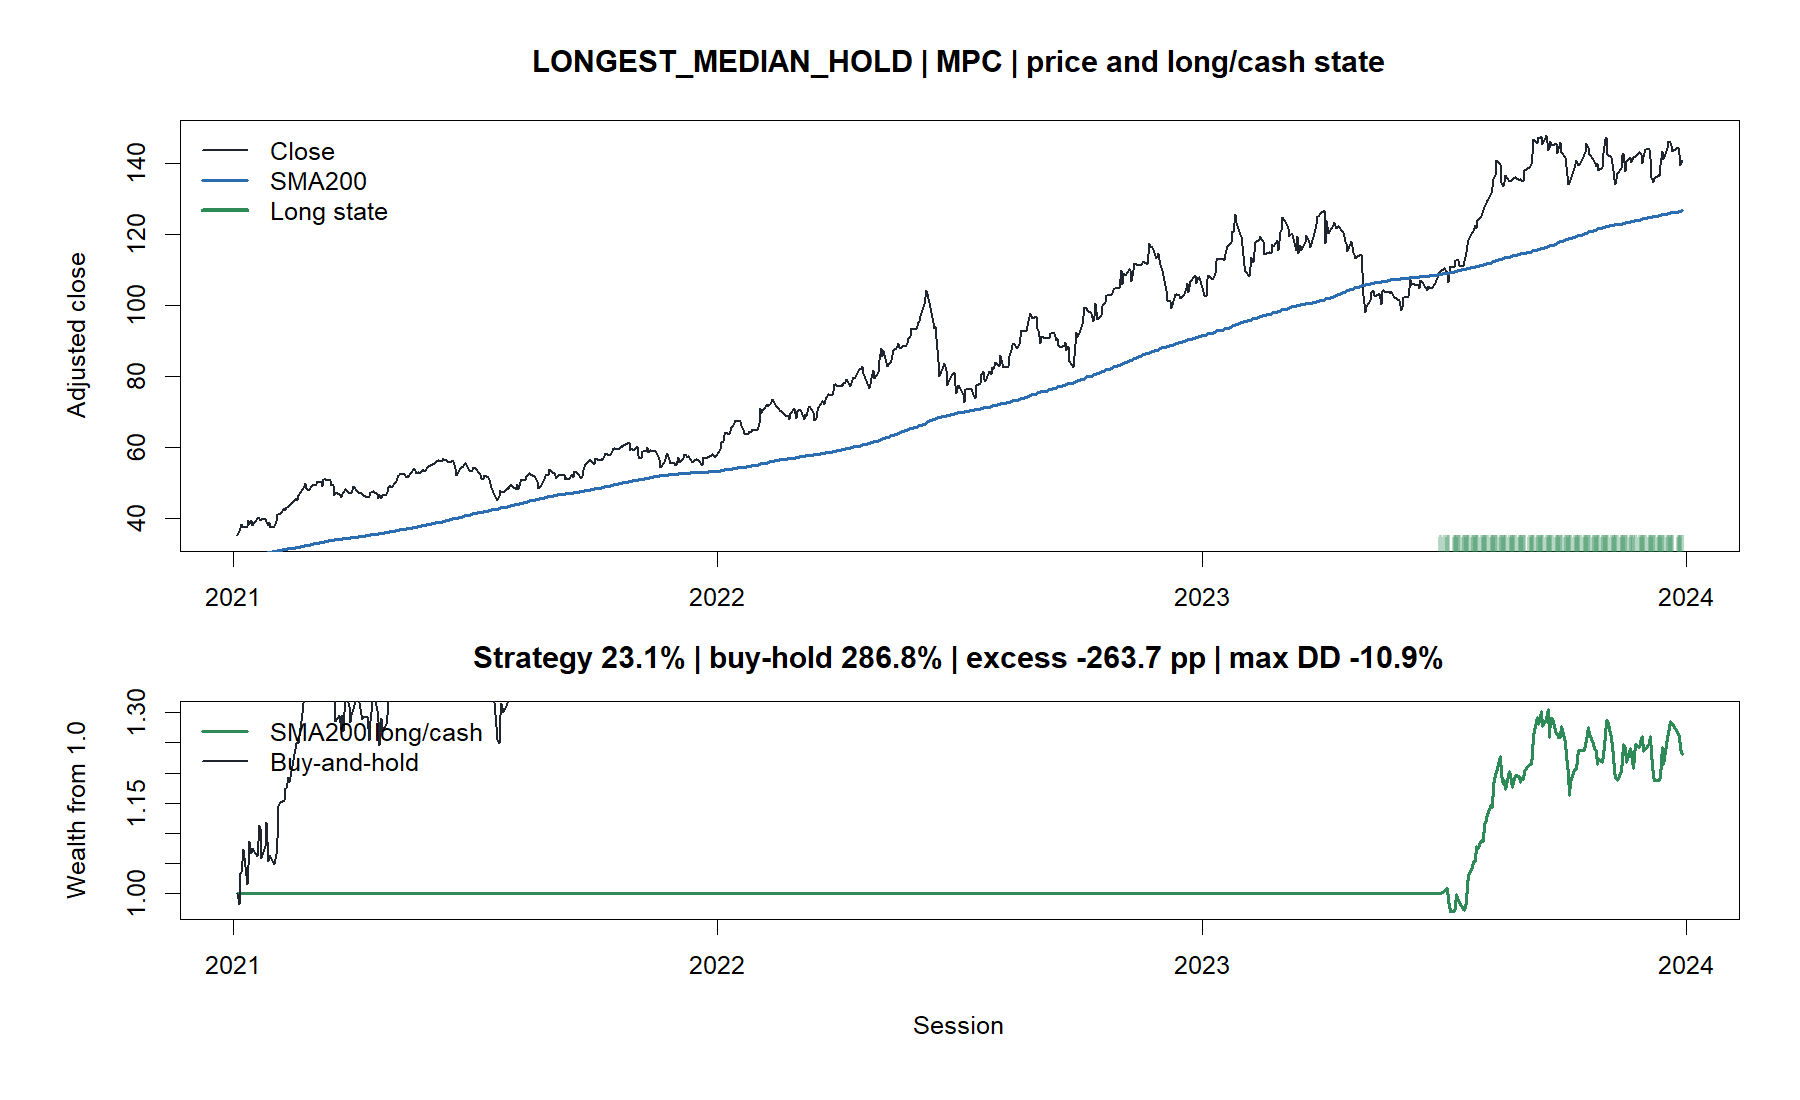 LONGEST_MEDIAN_HOLD | MPC | price and long/cash state
Close
SMA200
Long state
Adjusted close
40
60
80
100
120
140
2021
2022
2023
2024
Strategy 23.1% | buy-hold 286.8% | excess -263.7 pp | max DD -10.9%
SMA200 long/cash
Buy-and-hold
Wealth from 1.0
1.00
1.15
1.30
2021
2022
2023
2024
Session